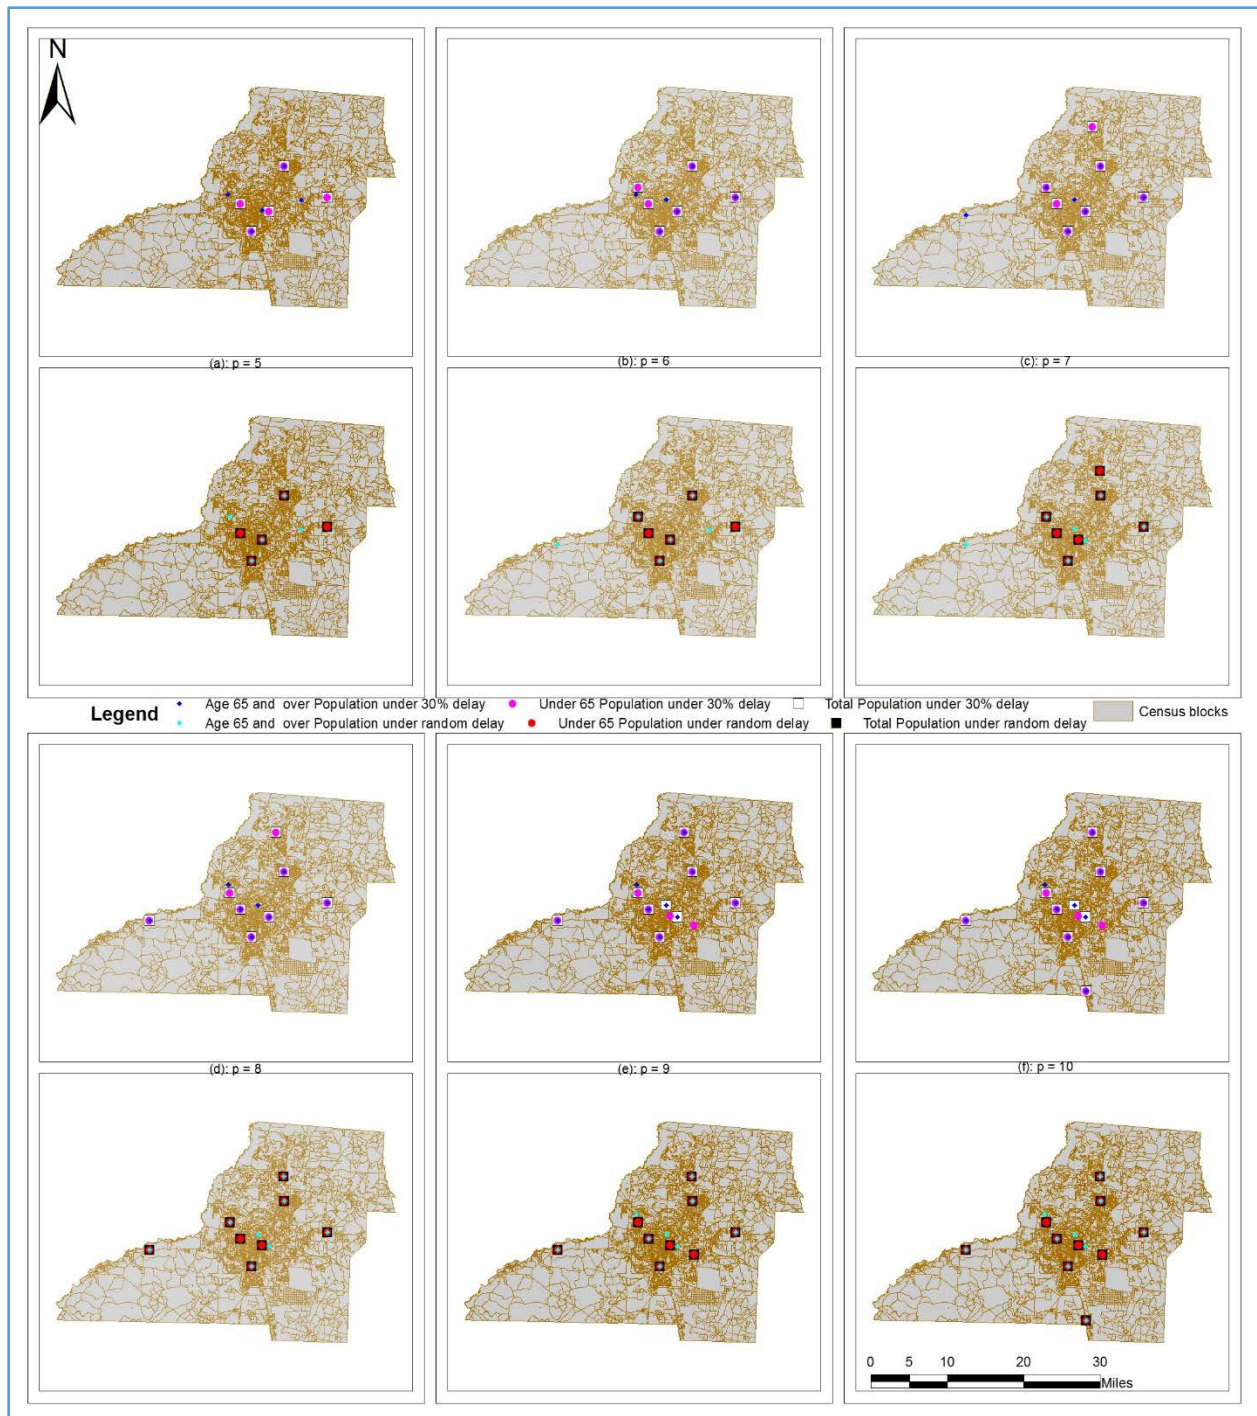 N
(a): p = 5
(b): p = 6
(c): p = 7
Legend
Age 65 and over Population under 30% delay
Under 65 Population under 30% delay
Total Population under 30% delay
Age 65 and over Population under random delay
Under 65 Population under random delay
Total Population under random delay
Census blocks
(d): p = 8
(e): p = 9
(f): p = 10
0 5 10 20 30
Miles